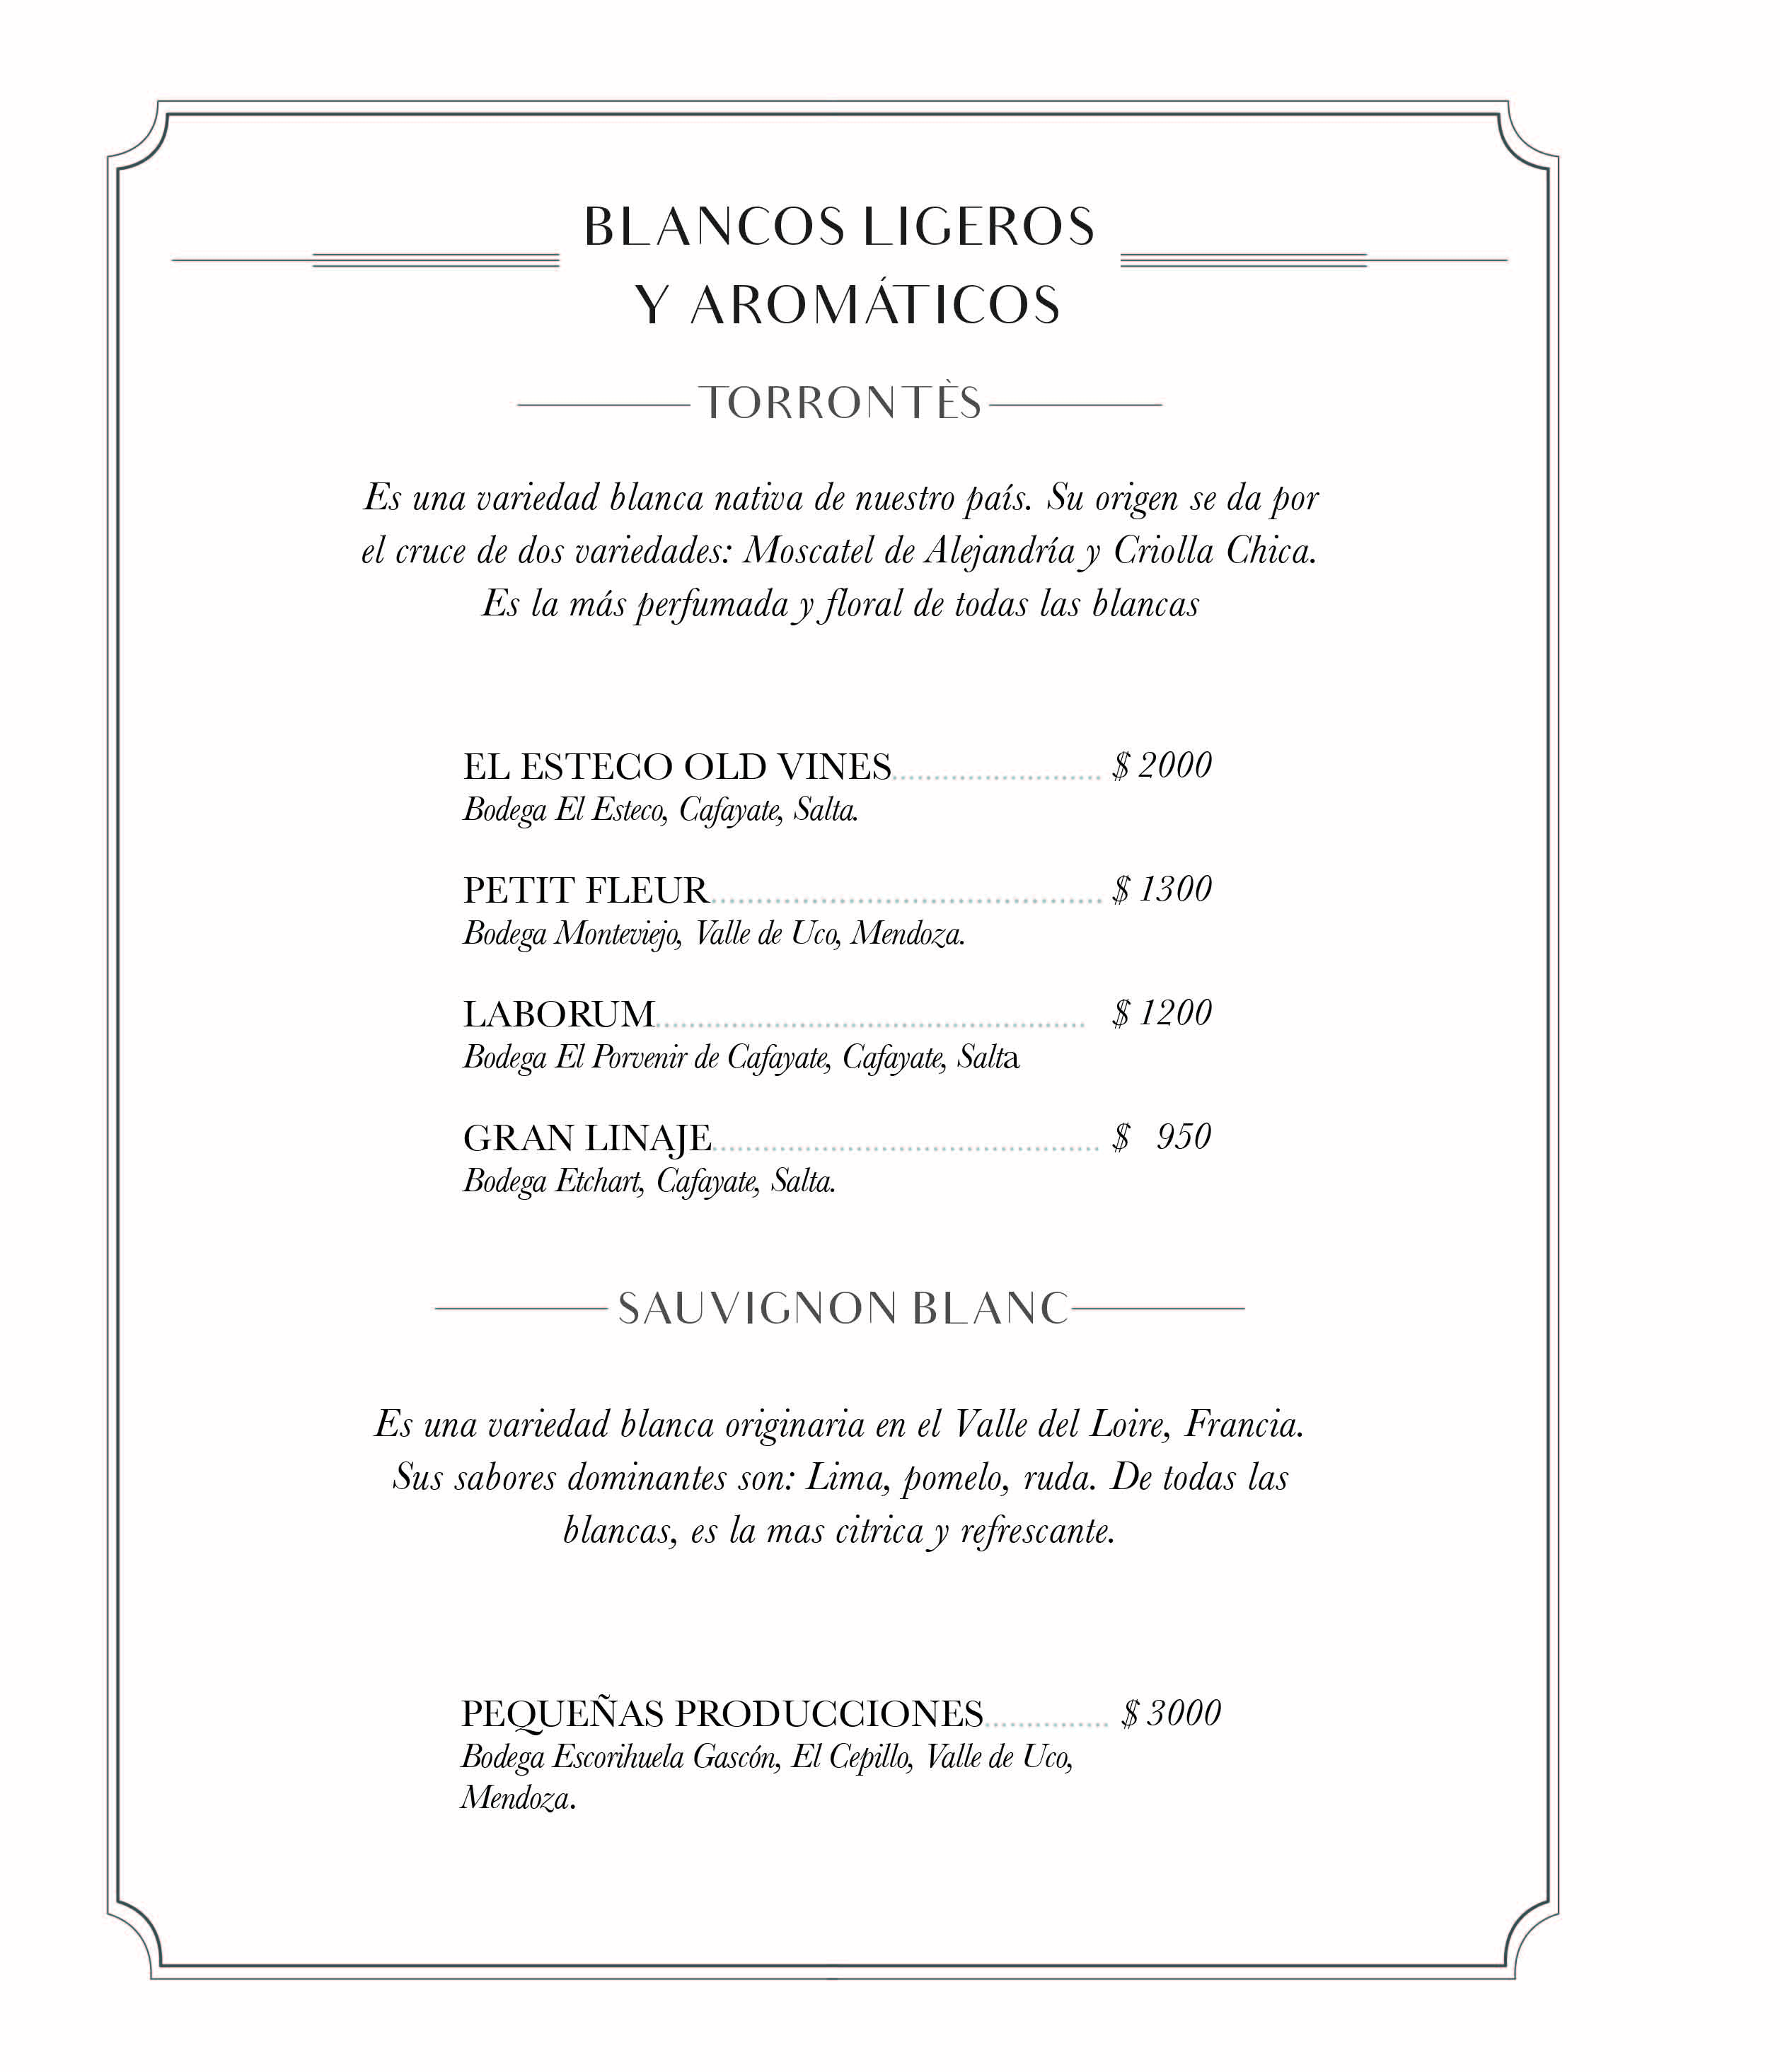 BLANCOS LIGEROS
Y AROMÁTICOS
TORRONTÈS
Es una variedad blanca nativa de nuestro país. Su origen se da por
el cruce de dos variedades: Moscatel de Alejandría y Criolla Chica.
Es la más perfumada y floral de todas las blancas
EL ESTECO OLD VINES........................ $ 2000
Bodega El Esteco, Cafayate, Salta.
PETIT FLEUR............................................ $ 1300
Bodega Monteviejo, Valle de Uco, Mendoza.
LABORUM................................................ $ 1200
Bodega El Porvenir de Cafayate, Cafayate, Salta
GRAN LINAJE........................................... $ 950
Bodega Etchart, Cafayate, Salta.
SAUVIGNON BLANC
Es una variedad blanca originaria en el Valle del Loire, Francia.
Sus sabores dominantes son: Lima, pomelo, ruda. De todas las
blancas, es la mas citrica y refrescante.
PEQUEÑAS PRODUCCIONES.............. $ 3000
Bodega Escorihuela Gascón, El Cepillo, Valle de Uco,
Mendoza.